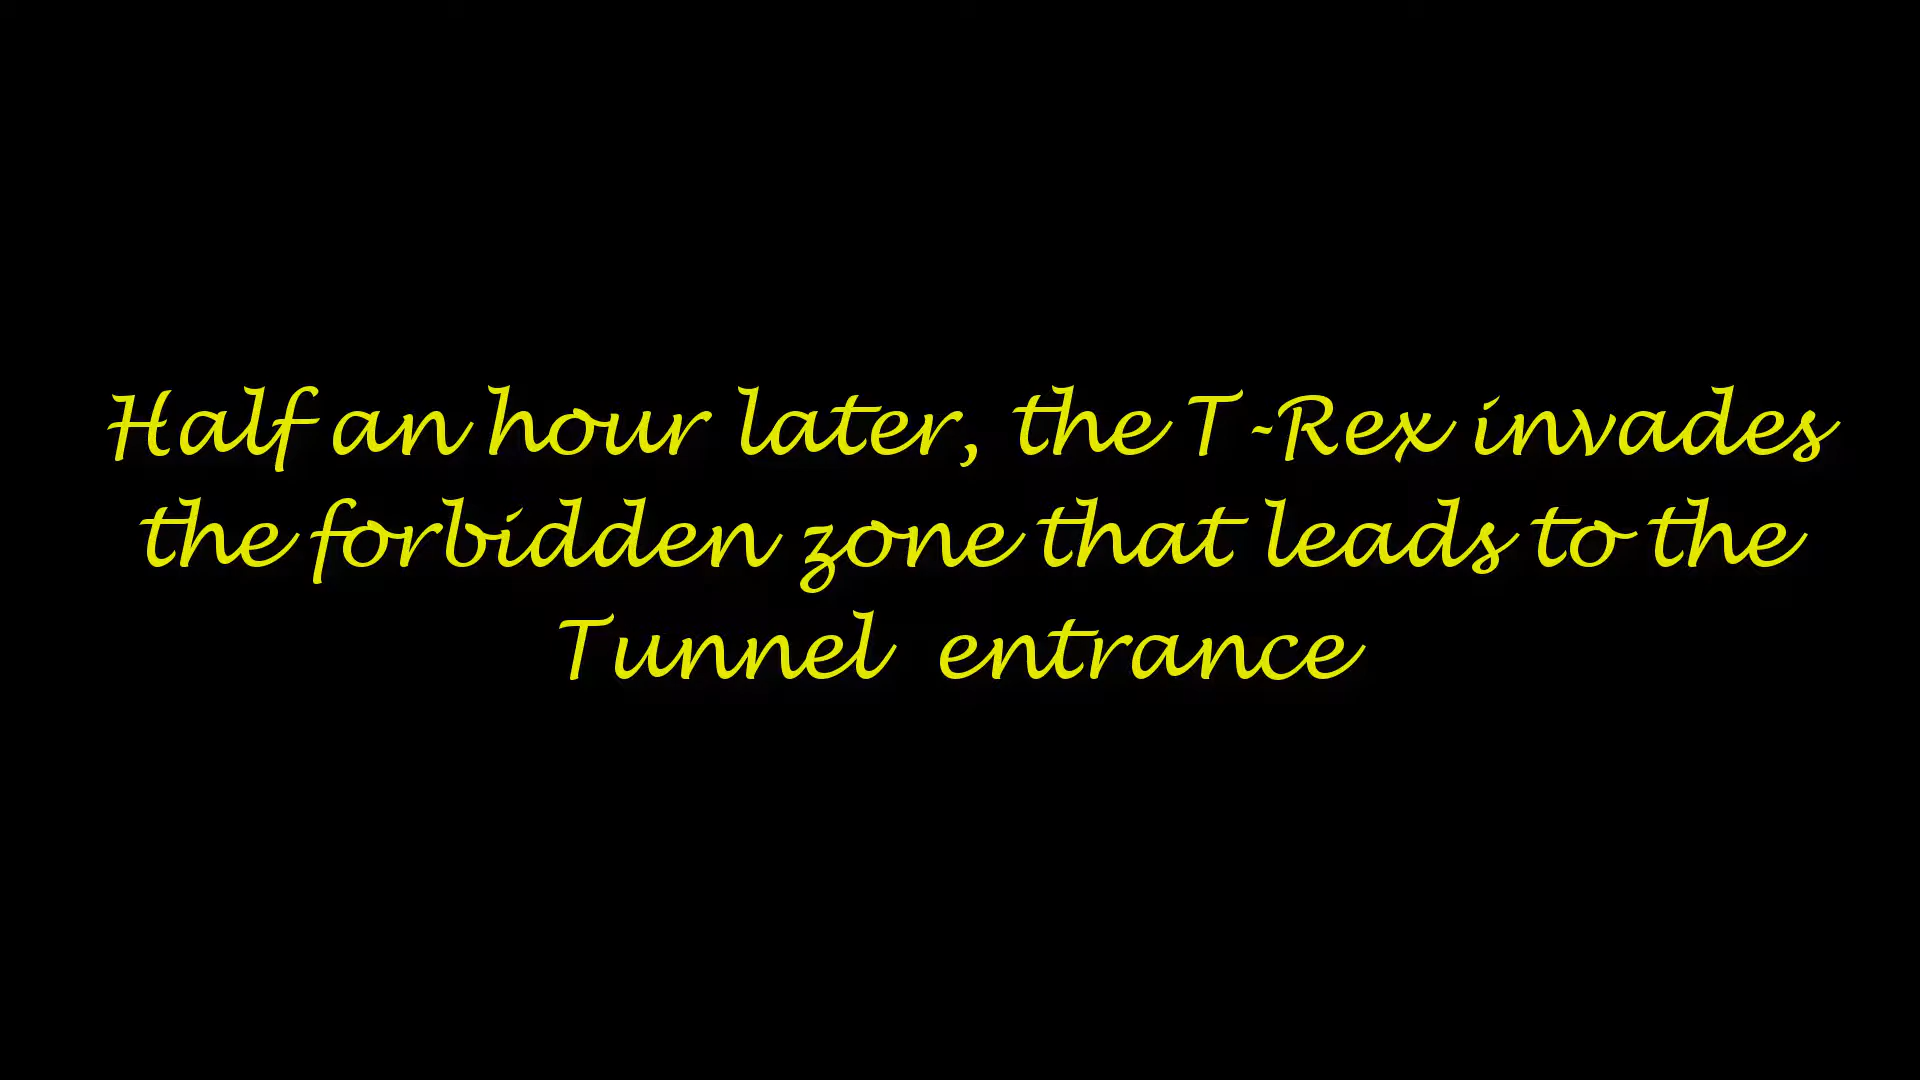 Half an hour later, the T-Rex invades
the forbidden zone that leads to the
Tunnel  entrance